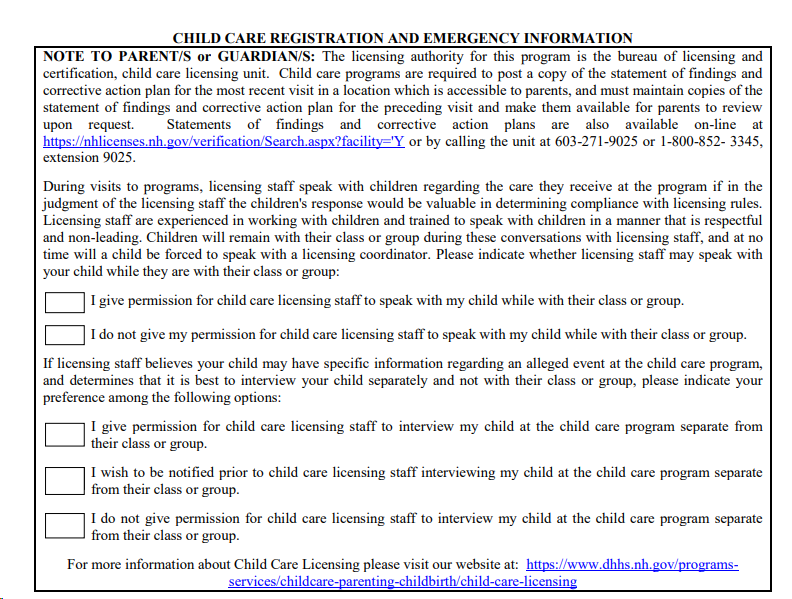 CHILD CARE REGISTRATION AND EMERGENCY INFORMATION
NOTE TO PARENT/S or GUARDIAN/S: The licensing authority for this program is the bureau of licensing and
certification, child care licensing unit. Child care programs are required to post a copy of the statement of findings and
corrective action plan for the most recent visit in a location which is accessible to parents, and must maintain copies of the
statement of findings and corrective action plan for the preceding visit and make them available for parents to review
upon request. Statements of findings and corrective action plans are also available on-line at
https://nhlicenses.nh.gov/verification/Search.aspx?facility='Y or by calling the unit at 603-271-9025 or 1-800-852- 3345,
extension 9025.
During visits to programs, licensing staff speak with children regarding the care they receive at the program if in the
judgment of the licensing staff the children's response would be valuable in determining compliance with licensing rules.
Licensing staff are experienced in working with children and trained to speak with children in a manner that is respectful
and non-leading. Children will remain with their class or group during these conversations with licensing staff, and at no
time will a child be forced to speak with a licensing coordinator. Please indicate whether licensing staff may speak with
your child while they are with their class or group:
I give permission for child care licensing staff to speak with my child while with their class or group.
I do not give my permission for child care licensing staff to speak with my child while with their class or group.
If licensing staff believes your child may have specific information regarding an alleged event at the child care program,
and determines that it is best to interview your child separately and not with their class or group, please indicate your
preference among the following options:
I give permission for child care licensing staff to interview my child at the child care program separate from
their class or group.
I wish to be notified prior to child care licensing staff interviewing my child at the child care program separate
from their class or group.
I do not give permission for child care licensing staff to interview my child at the child care program separate
from their class or group.
For more information about Child Care Licensing please visit our website at: https://www.dhhs.nh.gov/programs-
services/childcare-parenting-childbirth/child-care-licensing